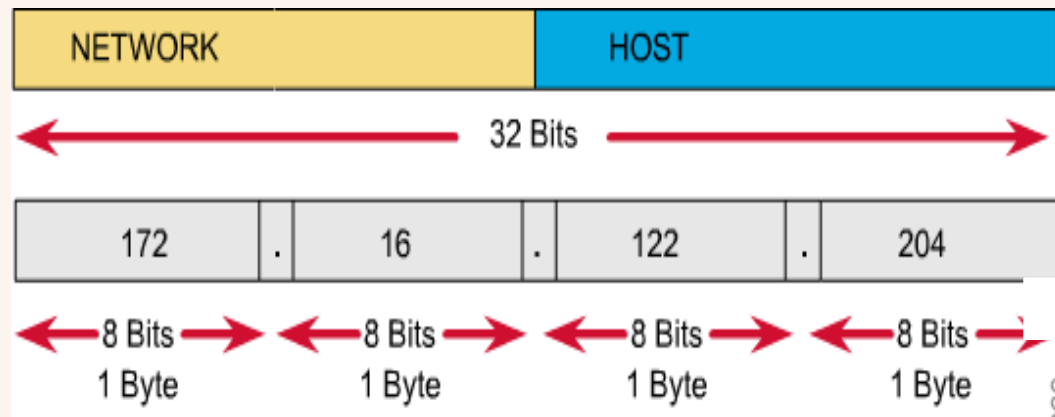 NETWORK HOST
32 Bits
172 . 16 . 122 . 204
8 Bits 8 Bits 8 Bits 8 Bits
1 Byte 1 Byte 1 Byte 1 Byte